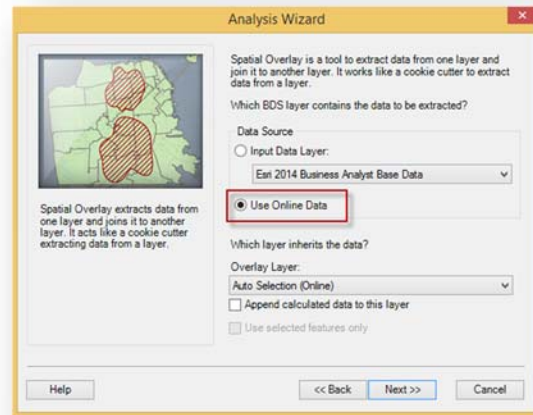 Analysis Wizard
Spatial Overlay is a tool to extract data from one layer and
join it to another layer. It works like a cookie cutter to extract
data from a layer.
Which BDS layer contains the data to be extracted?
Data Source
Input Data Layer:
Esri 2014 Business Analyst Base Data
Use Online Data
Spatial Overlay extracts data from
one layer and joins it to another
layer. It acts like a cookie cutter
extracting data from a layer.
Which layer inherits the data?
Overlay Layer:
Auto Selection (Online)
Append calculated data to this layer
Use selected features only
Help
<< Back
Next >>
Cancel